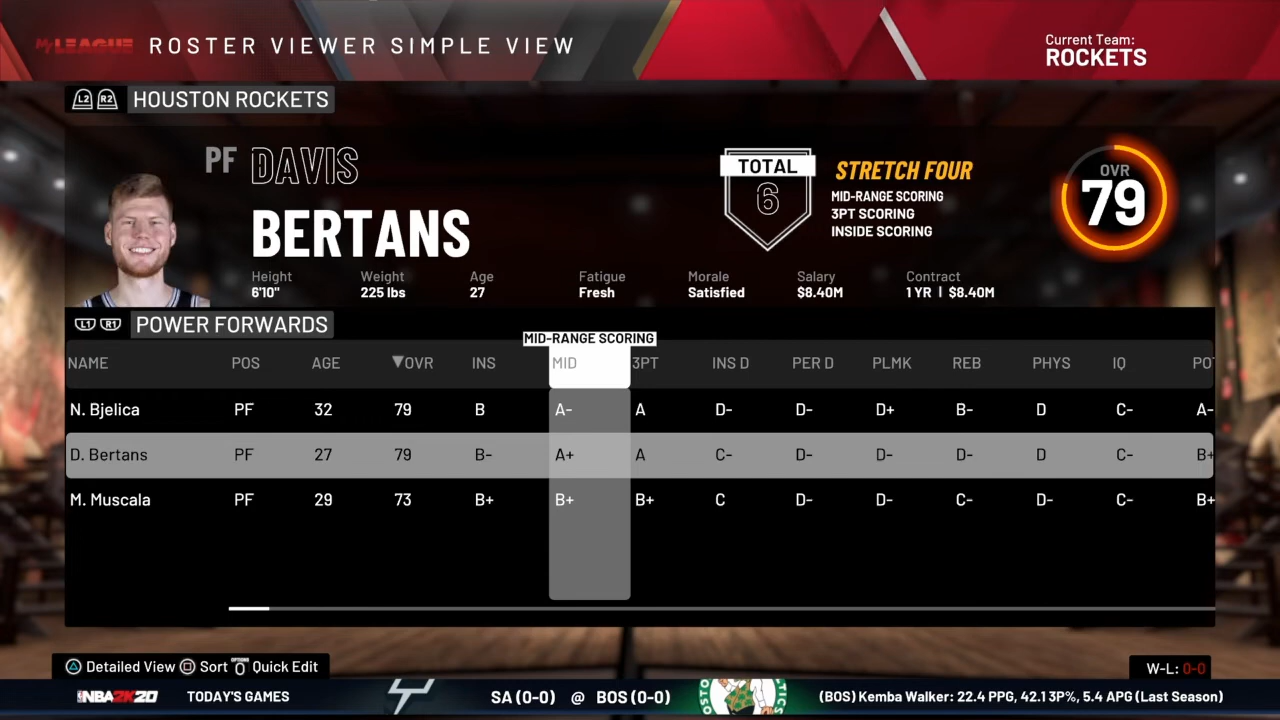 MyLEAGUE ROSTER VIEWER SIMPLE VIEW
Current Team:
ROCKETS
L2 R2 HOUSTON ROCKETS
PF DAVIS
BERTANS
TOTAL
6
STRETCH FOUR
MID-RANGE SCORING
3PT SCORING
INSIDE SCORING
OVR
79
Height Weight Age Fatigue Morale Salary Contract
6'10" 225 lbs 27 Fresh Satisfied $8.40M 1 YR | $8.40M
L1 R1 POWER FORWARDS
MID-RANGE SCORING
NAME POS AGE ▼OVR INS MID 3PT INS D PER D PLMK REB PHYS IQ POT
N. Bjelica PF 32 79 B A- A D- D- D+ B- D C- A-
D. Bertans PF 27 79 B- A+ A C- D- D- D- D C- B+
M. Muscala PF 29 73 B+ B+ B+ C D- D- C- D- C- B+
Detailed View Sort OPTIONS Quick Edit
W-L: 0-0
NBA2K20 TODAY'S GAMES SA (0-0) @ BOS (0-0) (BOS) Kemba Walker: 22.4 PPG, 42.1 3P%, 5.4 APG (Last Season)